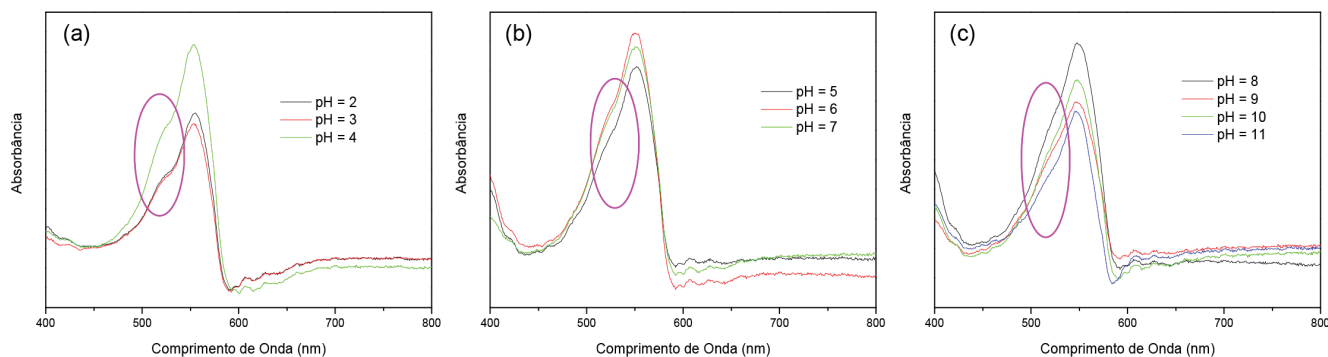 (a)
pH = 2
pH = 3
pH = 4
Absorbância
400 500 600 700 800
Comprimento de Onda (nm)
(b)
pH = 5
pH = 6
pH = 7
Absorbância
400 500 600 700 800
Comprimento de Onda (nm)
(c)
pH = 8
pH = 9
pH = 10
pH = 11
Absorbância
400 500 600 700 800
Comprimento de Onda (nm)